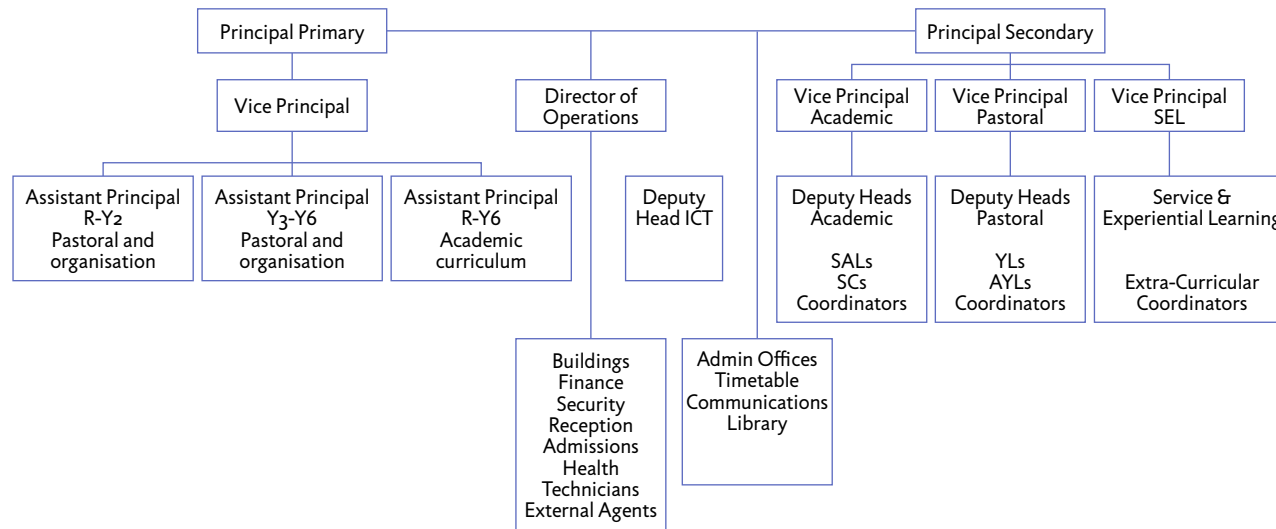 Principal Primary
Principal Secondary
Vice Principal
Director of
Operations
Vice Principal
Academic
Vice Principal
Pastoral
Vice Principal
SEL
Assistant Principal
R-Y2
Pastoral and
organisation
Assistant Principal
Y3-Y6
Pastoral and
organisation
Assistant Principal
R-Y6
Academic
curriculum
Deputy
Head ICT
Deputy Heads
Academic
SALs
SCs
Coordinators
Deputy Heads
Pastoral
YLs
AYLs
Coordinators
Service &
Experiential Learning
Extra-Curricular
Coordinators
Buildings
Finance
Security
Reception
Admissions
Health
Technicians
External Agents
Admin Offices
Timetable
Communications
Library